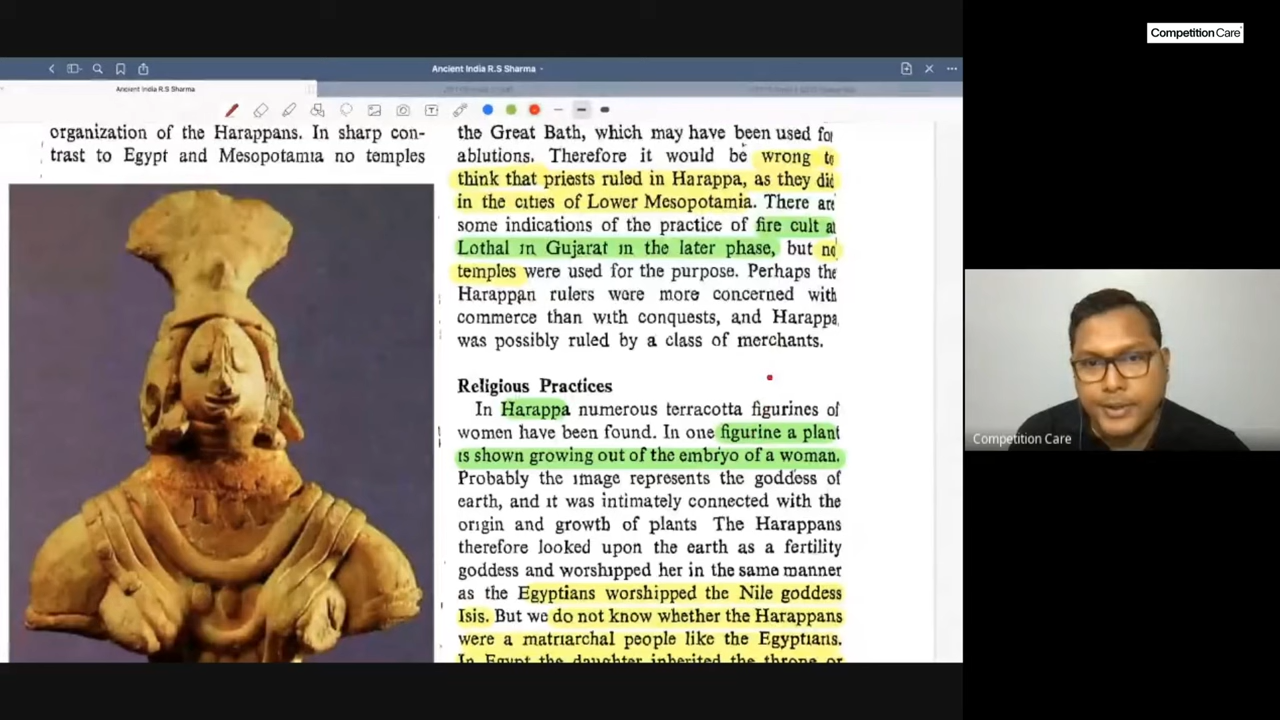 CompetitionCare
Ancient India R.S Sharma
Ancient India R.S Sharma
organization of the Harappans. In sharp con-
trast to Egypt and Mesopotamia no temples
the Great Bath, which may have been used for
ablutions. Therefore it would be wrong to
think that priests ruled in Harappa, as they did
in the cities of Lower Mesopotamia. There are
some indications of the practice of fire cult at
Lothal in Gujarat in the later phase, but no
temples were used for the purpose. Perhaps the
Harappan rulers were more concerned with
commerce than with conquests, and Harappa
was possibly ruled by a class of merchants.
Religious Practices
In Harappa numerous terracotta figurines of
women have been found. In one figurine a plant
is shown growing out of the embryo of a woman.
Probably the image represents the goddess of
earth, and it was intimately connected with the
origin and growth of plants The Harappans
therefore looked upon the earth as a fertility
goddess and worshipped her in the same manner
as the Egyptians worshipped the Nile goddess
Isis. But we do not know whether the Harappans
were a matriarchal people like the Egyptians.
In Egypt the daughter inherited the throne or
Competition Care